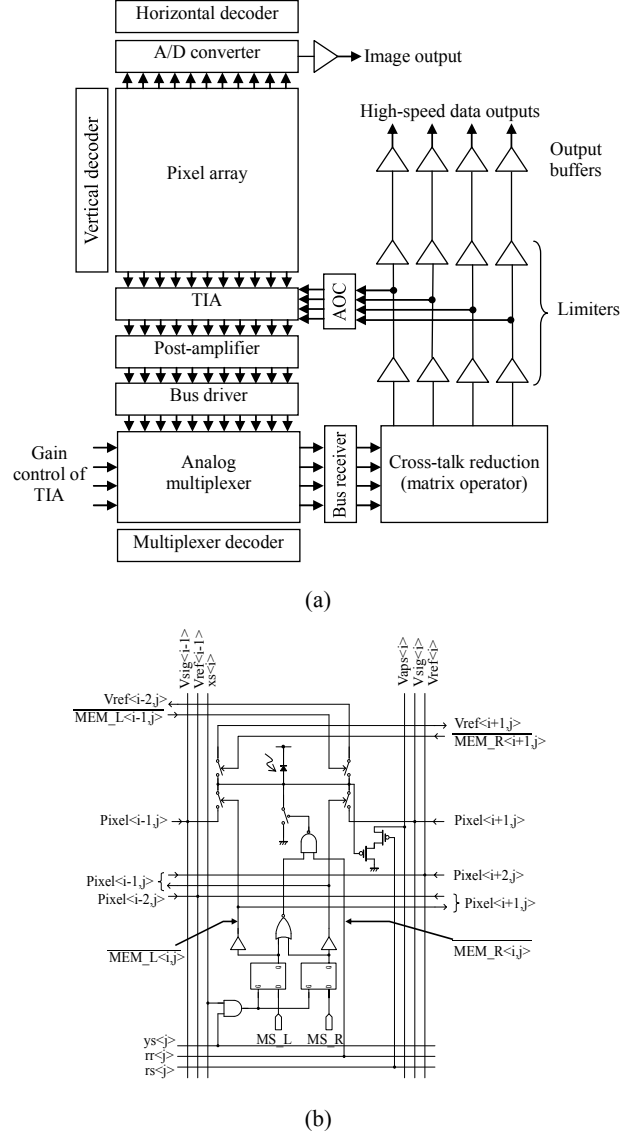 Horizontal decoder
A/D converter
Image output
High-speed data outputs
Vertical decoder
Pixel array
Output
buffers
TIA
AOC
Limiters
Post-amplifier
Bus driver
Gain
control of
TIA
Analog
multiplexer
Bus receiver
Cross-talk reduction
(matrix operator)
Multiplexer decoder
(a)
Vsig<i-1>
Vref<i-1>
xs<i>
Vaps<i>
Vsig<i>
Vref<i>
Vref<i-2,j>
MEM_L<i-1,j>
Vref<i+1,j>
MEM_R<i+1,j>
Pixel<i-1,j>
Pixel<i+1,j>
Pixel<i-1,j>
Pixel<i+2,j>
Pixel<i-2,j>
Pixel<i+1,j>
MEM_L<i,j>
MEM_R<i,j>
MS_L
MS_R
ys<j>
rr<j>
rs<j>
(b)